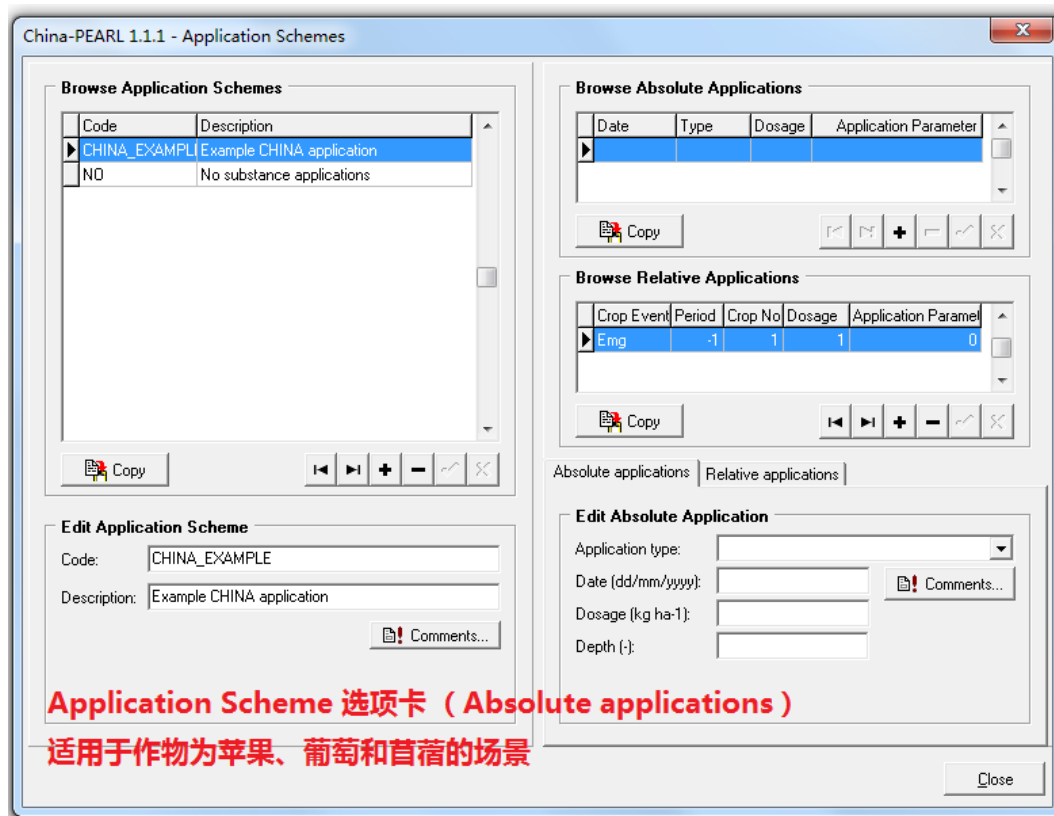 China-PEARL 1.1.1 - Application Schemes
Browse Application Schemes
Code Description
CHINA_EXAMPLI Example CHINA application
NO No substance applications
Copy
Edit Application Scheme
Code: CHINA_EXAMPLE
Description: Example CHINA application
Comments...
Browse Absolute Applications
Date Type Dosage Application Parameter
Copy
Browse Relative Applications
Crop Event Period Crop No Dosage Application Paramet
Emg -1 1 1 0
Copy
Absolute applications Relative applications
Edit Absolute Application
Application type:
Date (dd/mm/yyyy):
Comments...
Dosage (kg ha-1):
Depth (-):
Application Scheme 选项卡（Absolute applications）
适用于作物为苹果、葡萄和苜蓿的场景
Close